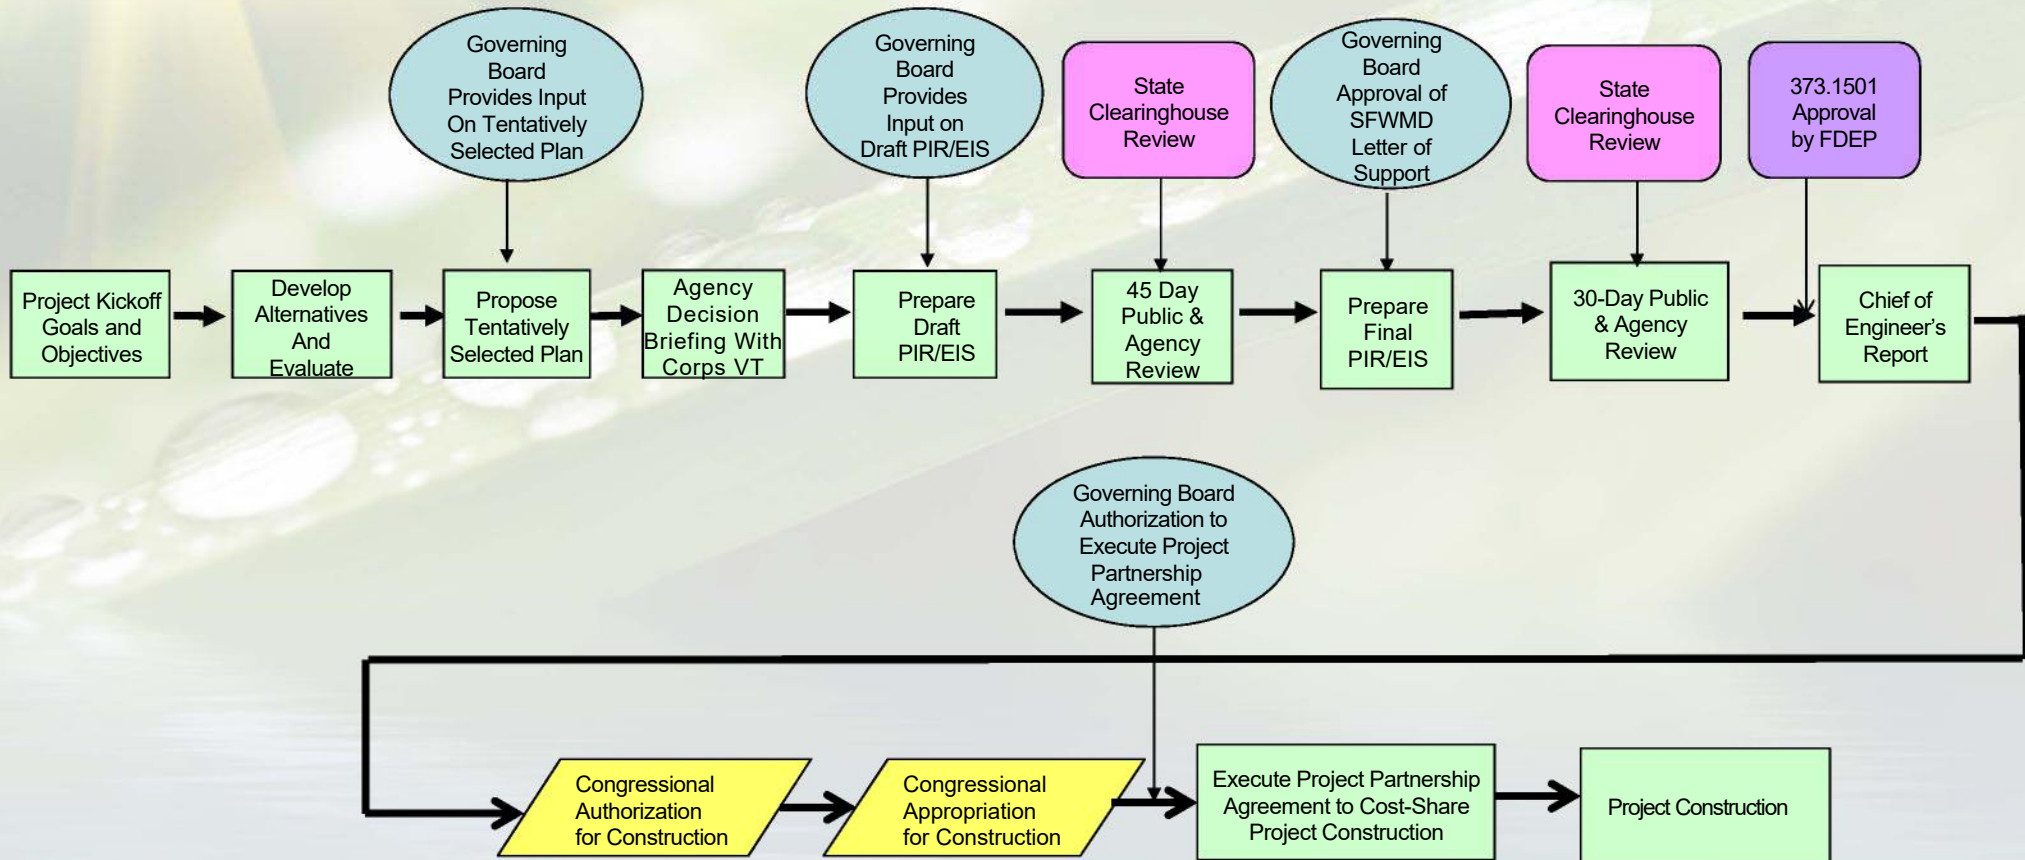 Governing
Board
Provides Input
On Tentatively
Selected Plan
Governing
Board
Provides
Input on
Draft PIR/EIS
State
Clearinghouse
Review
Governing
Board
Approval of
SFWMD
Letter of
Support
State
Clearinghouse
Review
373.1501
Approval
by FDEP
Project Kickoff
Goals and
Objectives
Develop
Alternatives
And
Evaluate
Propose
Tentatively
Selected Plan
Agency
Decision
Briefing With
Corps VT
Prepare
Draft
PIR/EIS
45 Day
Public &
Agency
Review
Prepare
Final
PIR/EIS
30-Day Public
& Agency
Review
Chief of
Engineer’s
Report
Governing Board
Authorization to
Execute Project
Partnership
Agreement
Congressional
Authorization
for Construction
Congressional
Appropriation
for Construction
Execute Project Partnership
Agreement to Cost-Share
Project Construction
Project Construction